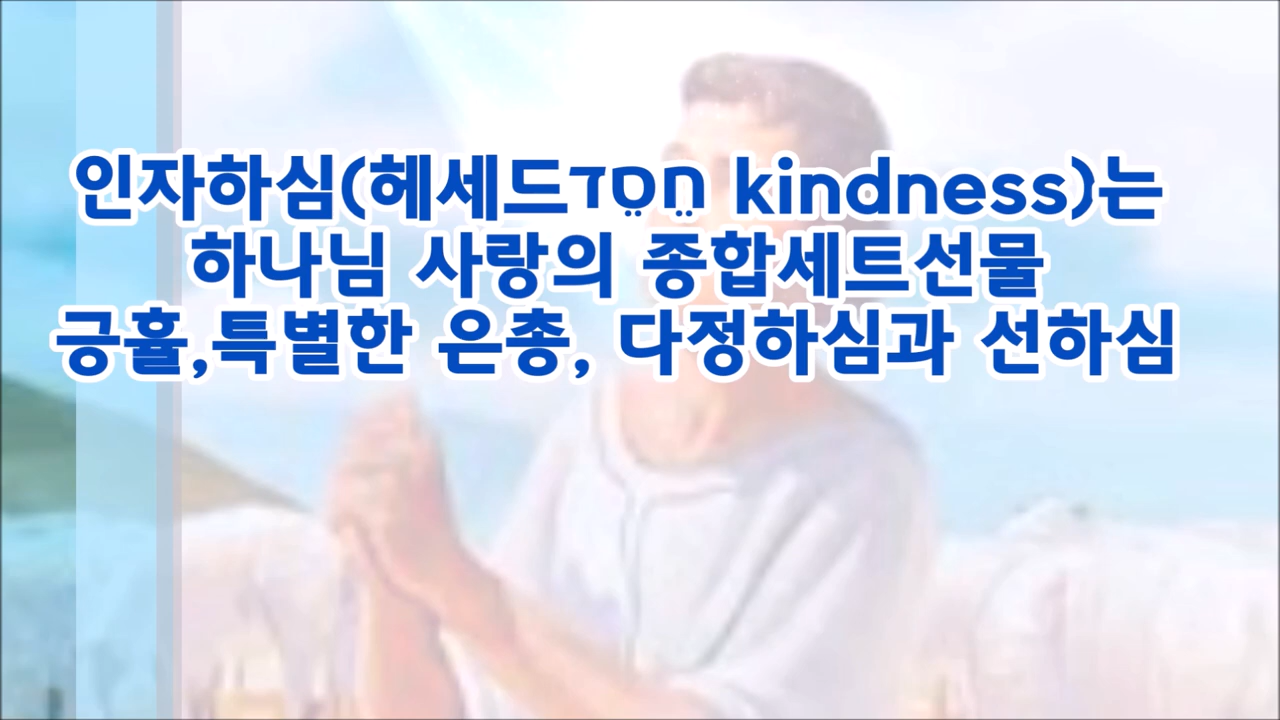 인자하심(헤세드חֵסֵד kindness)는
하나님 사랑의 종합세트선물
긍휼,특별한 은총, 다정하심과 선하심